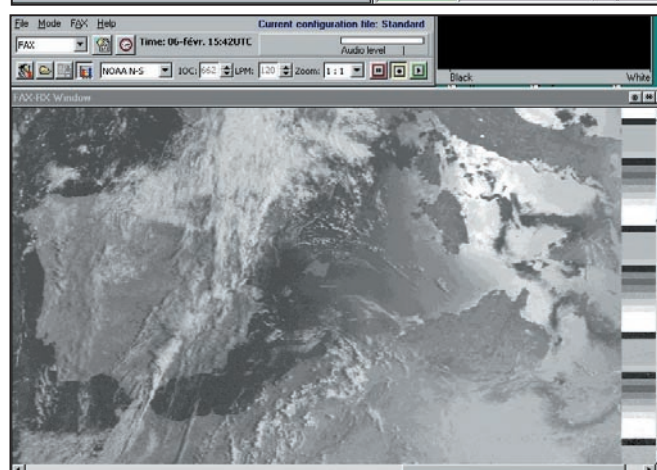 File Mode FAX Help Current configuration file: Standard
FAX Time: 06-févr. 15:42UTC Audio level
NOAA N-S IOC: 662 LPM: 120 Zoom: 1:1
Black White
FAX-RX Window